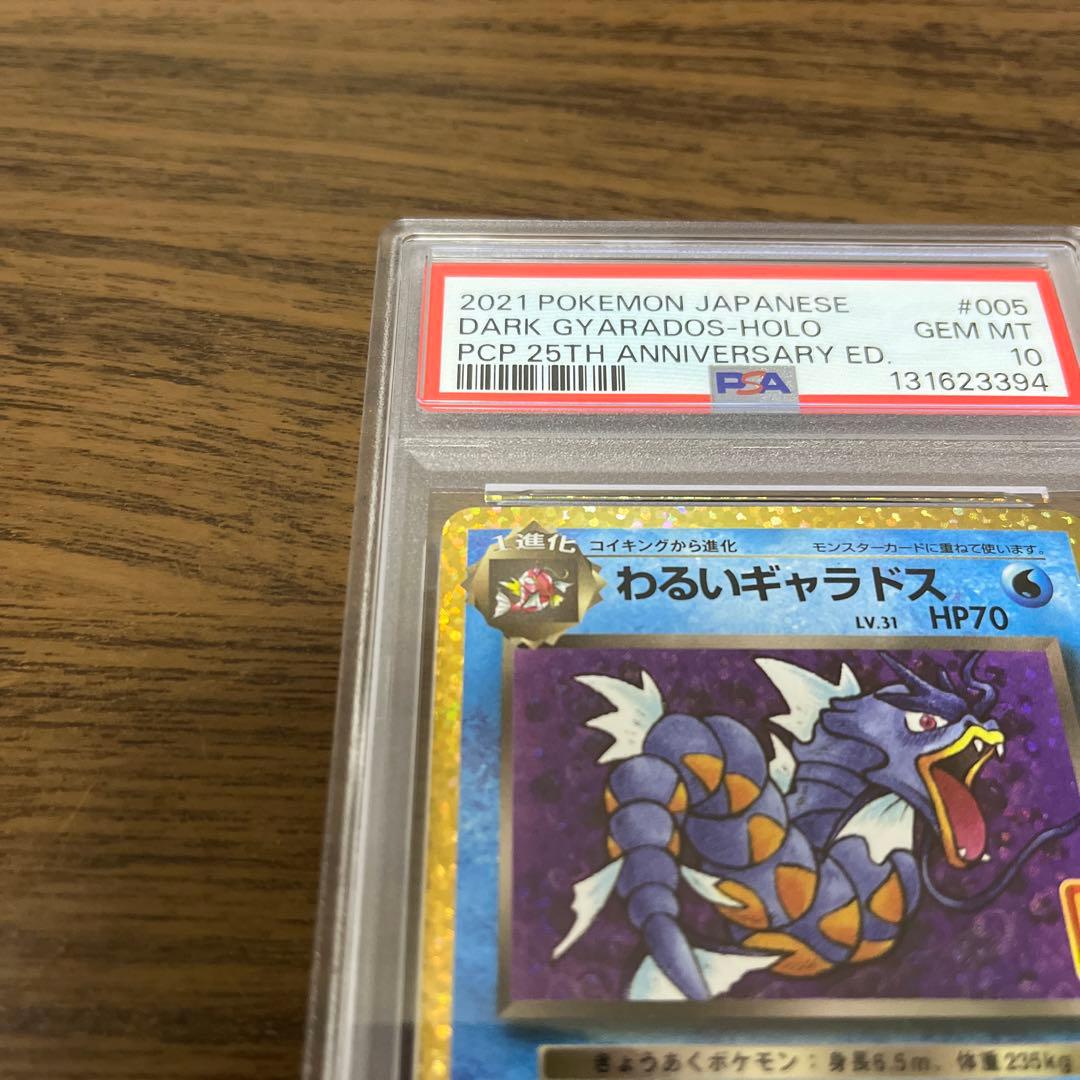 2021 POKEMON JAPANESE #005
DARK GYARADOS-HOLO GEM MT
PCP 25TH ANNIVERSARY ED. 10
PSA 131623394
1進化 コイキングから進化 モンスターカードに重ねて使います。
わるいギャラドス
LV.31 HP70
きょうあくポケモン：身長6.5m、体重235kg